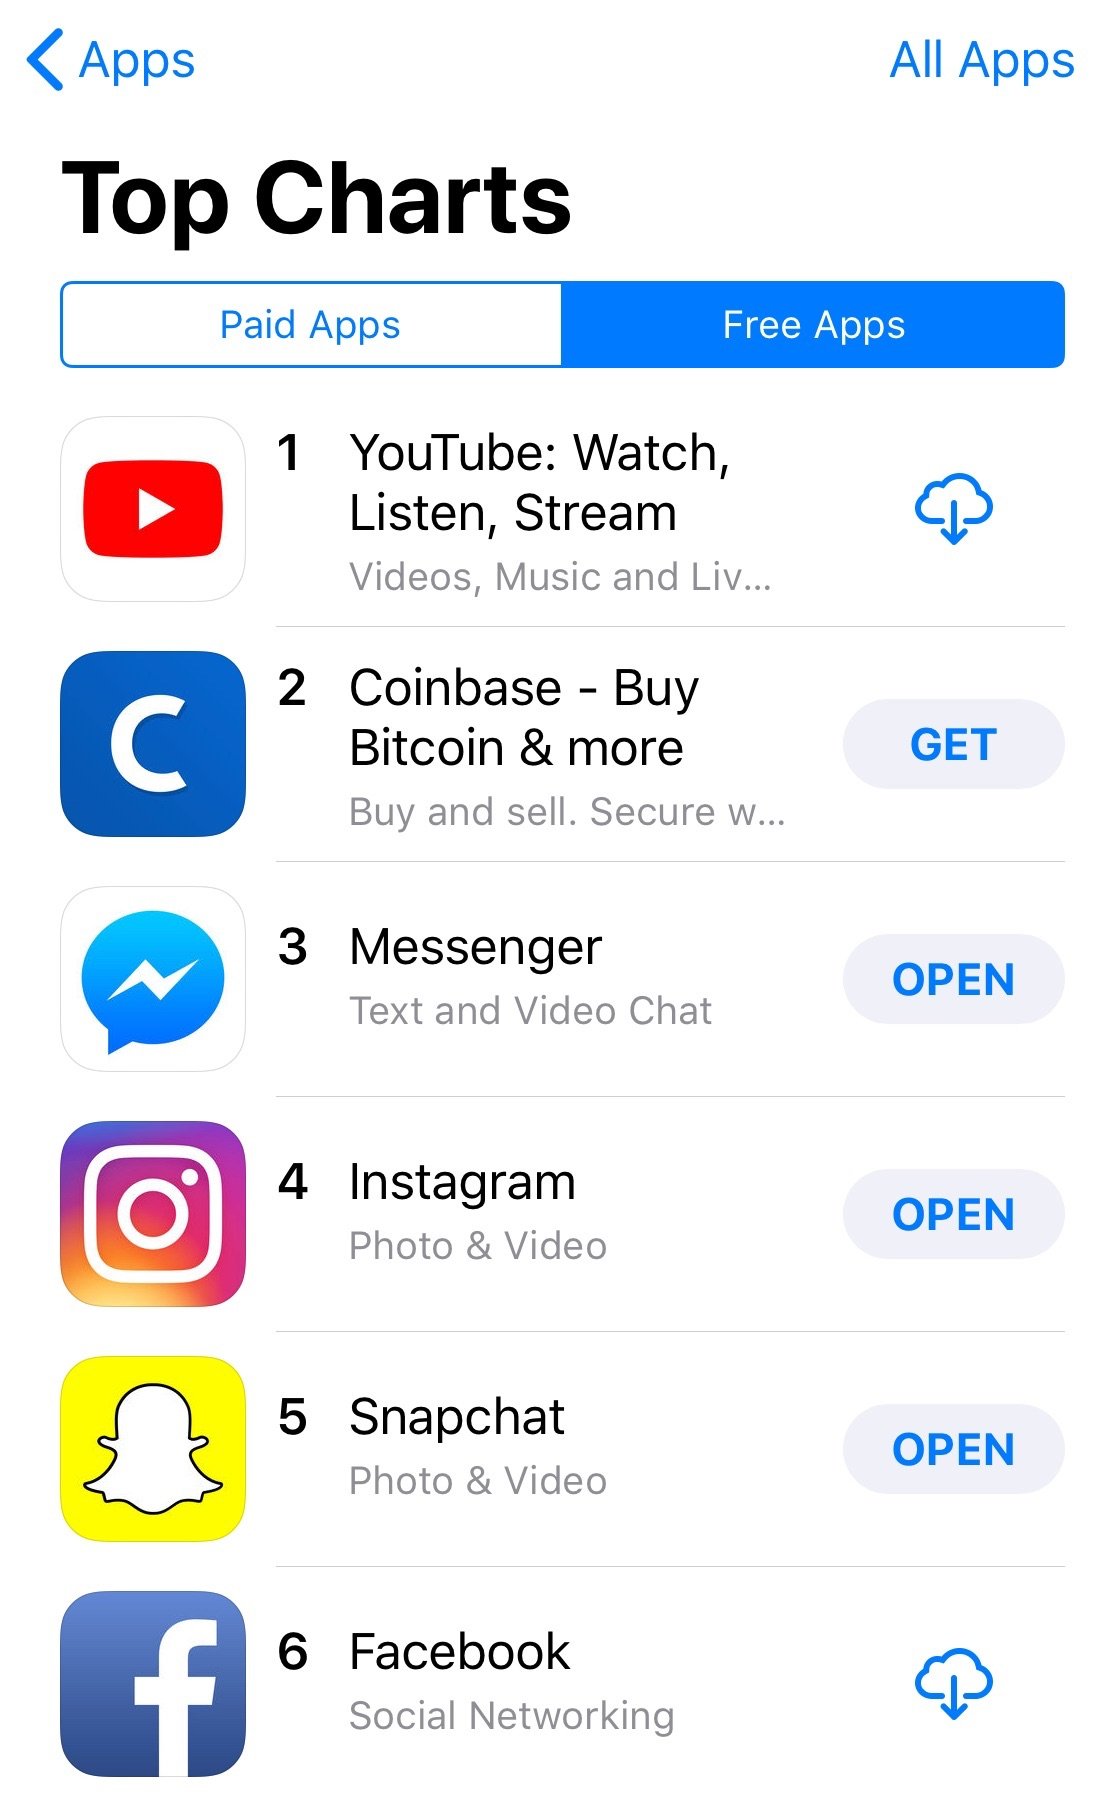 Apps
All Apps
Top Charts
Paid Apps
Free Apps
1 YouTube: Watch,
Listen, Stream
Videos, Music and Liv...
2 Coinbase - Buy
Bitcoin & more
Buy and sell. Secure w...
GET
3 Messenger
Text and Video Chat
OPEN
4 Instagram
Photo & Video
OPEN
5 Snapchat
Photo & Video
OPEN
6 Facebook
Social Networking